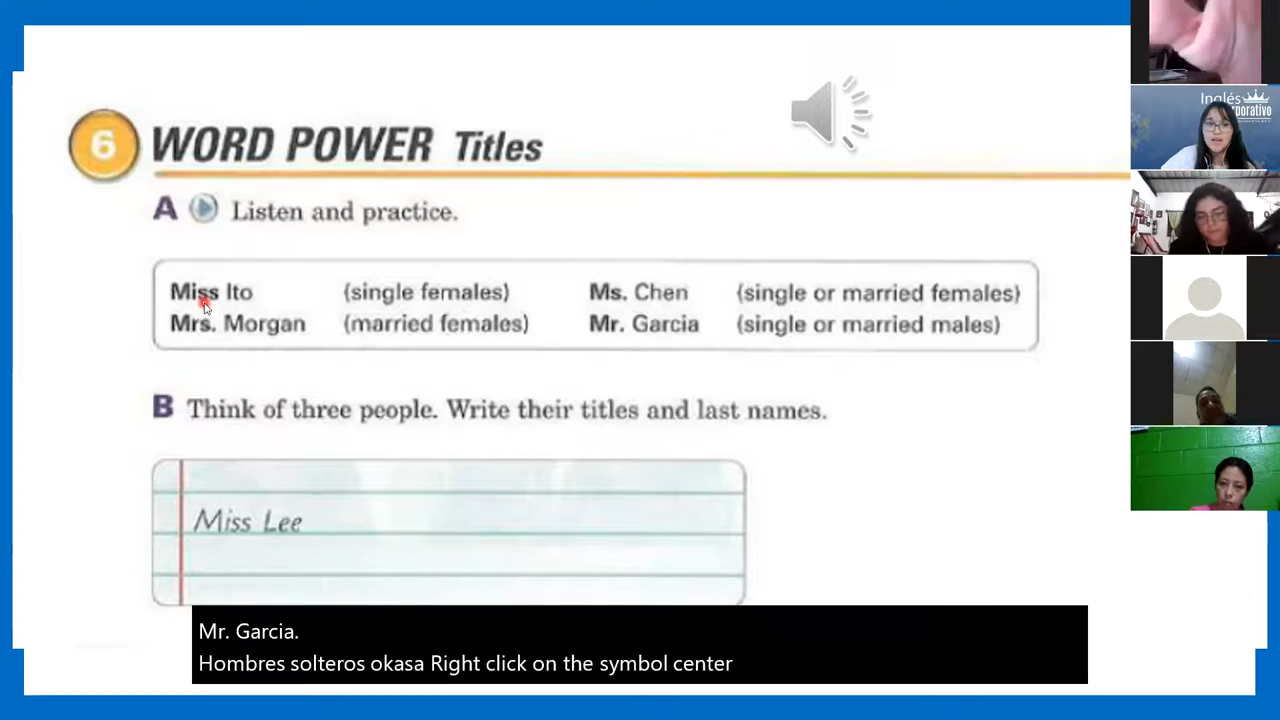 6 WORD POWER Titles
A Listen and practice.
Miss Ito (single females) Ms. Chen (single or married females)
Mrs. Morgan (married females) Mr. Garcia (single or married males)
B Think of three people. Write their titles and last names.
Miss Lee
Mr. Garcia.
Hombres solteros okasa Right click on the symbol center
Inglés